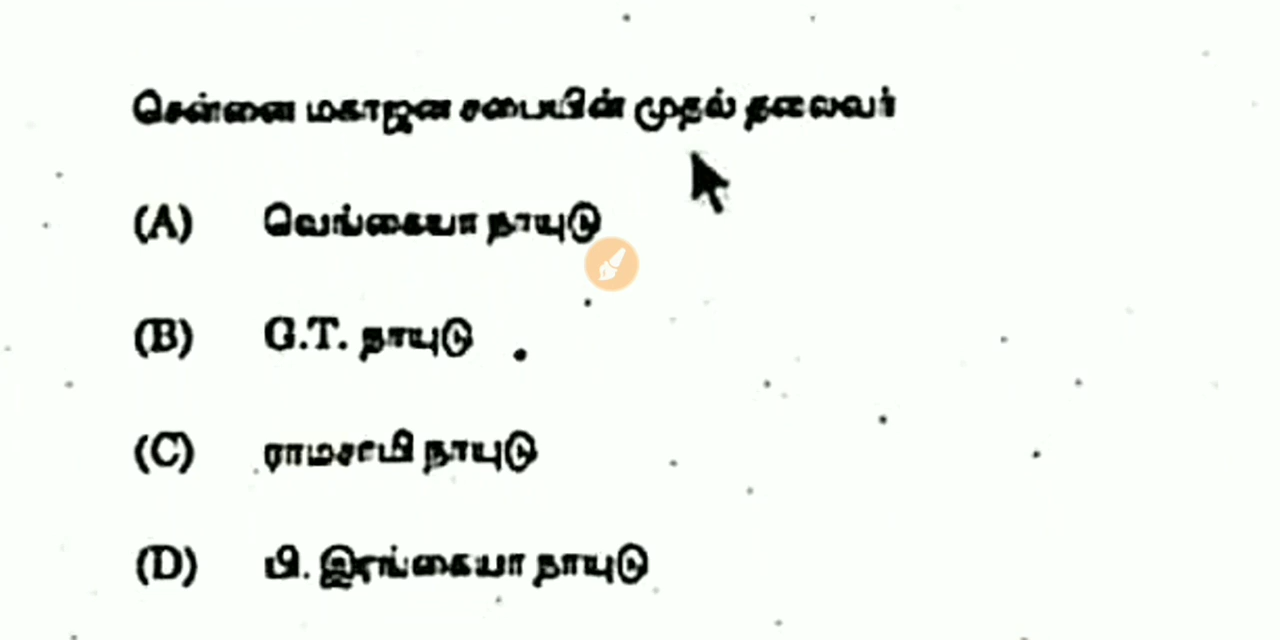 சென்னை மகாஜன சபையின் முதல் தலைவர்
(A) வெங்கையா நாயுடு
(B) G.T. நாயுடு
(C) ராமசாமி நாயுடு
(D) பி. இரங்கையா நாயுடு